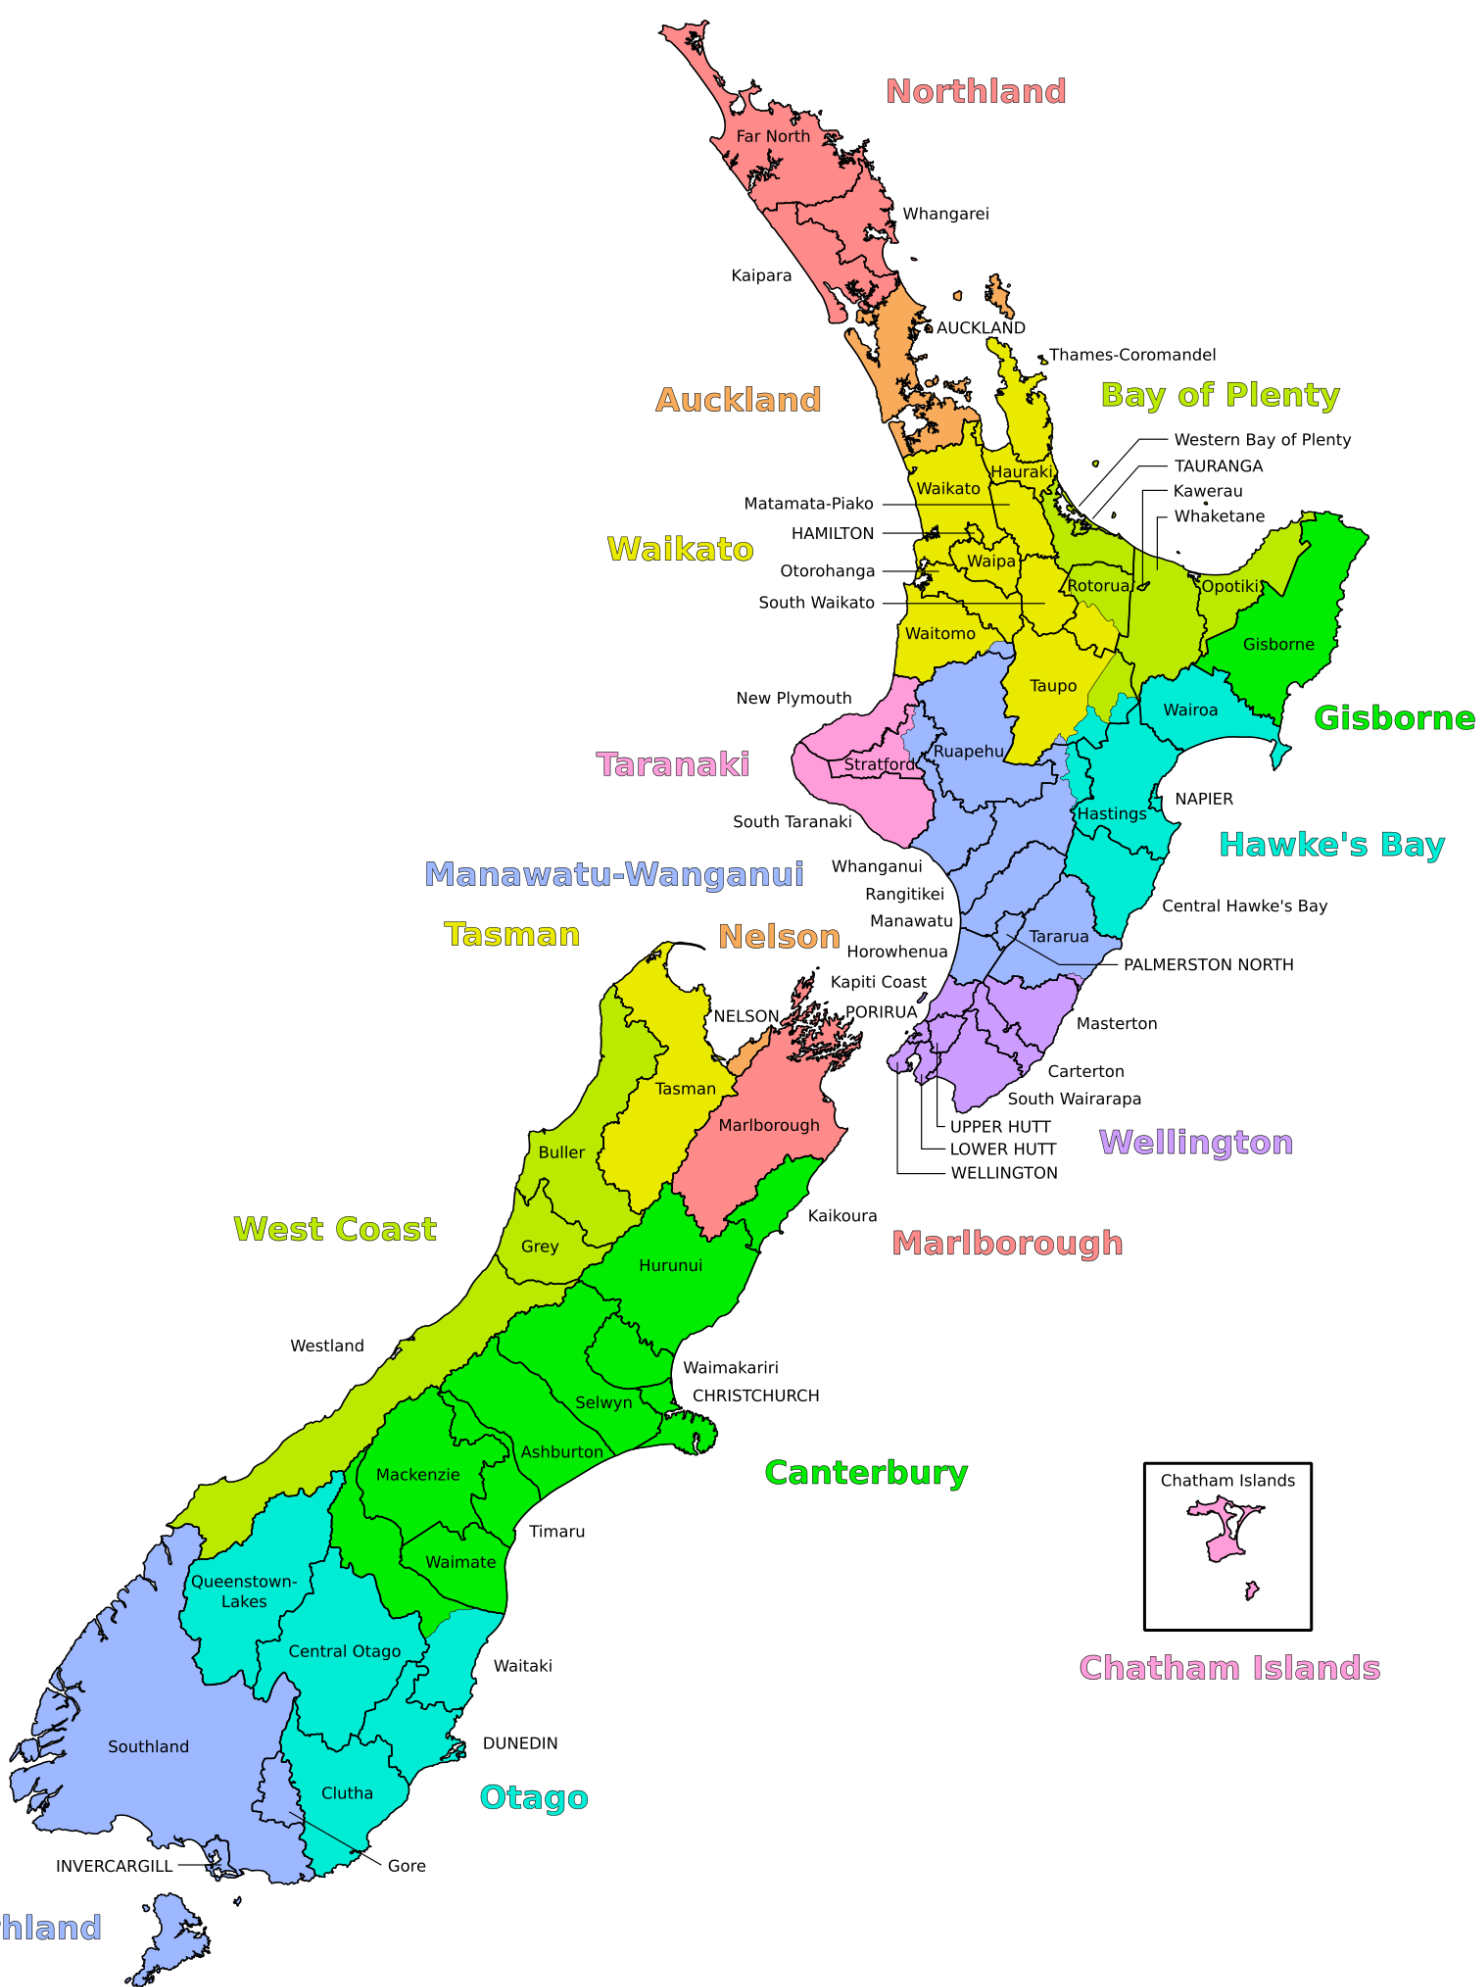 Northland
Far North
Whangarei
Kaipara
AUCKLAND
Thames-Coromandel
Auckland
Bay of Plenty
Western Bay of Plenty
TAURANGA
Hauraki
Waikato
Kawerau
Matamata-Piako
Whaketane
HAMILTON
Waikato
Waipa
Otorohanga
Rotorua
Opotiki
South Waikato
Waitomo
Gisborne
Taupo
New Plymouth
Wairoa
Gisborne
Ruapehu
Taranaki
Stratford
NAPIER
Hastings
South Taranaki
Hawke's Bay
Whanganui
Manawatu-Wanganui
Rangitikei
Central Hawke's Bay
Manawatu
Tasman
Nelson
Tararua
Horowhenua
PALMERSTON NORTH
Kapiti Coast
NELSON
PORIRUA
Masterton
Carterton
Tasman
South Wairarapa
Marlborough
UPPER HUTT
Wellington
LOWER HUTT
Buller
WELLINGTON
Kaikoura
West Coast
Marlborough
Grey
Hurunui
Westland
Waimakariri
CHRISTCHURCH
Selwyn
Ashburton
Canterbury
Mackenzie
Chatham Islands
Timaru
Waimate
Queenstown-
Lakes
Central Otago
Waitaki
Chatham Islands
DUNEDIN
Southland
Clutha
Otago
INVERCARGILL
Gore
hland